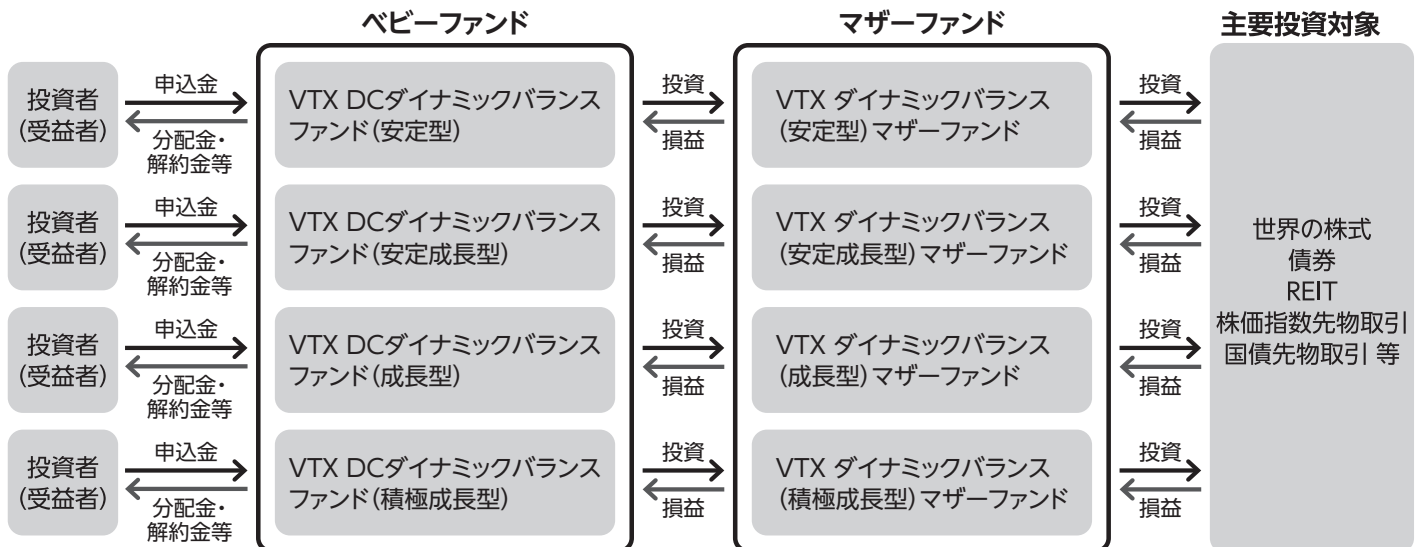 ベビーファンド
マザーファンド
主要投資対象
投資者
(受益者)
申込金
分配金・
解約金等
VTX DCダイナミックバランス
ファンド(安定型)
投資
損益
VTX ダイナミックバランス
(安定型)マザーファンド
投資
損益
投資者
(受益者)
申込金
分配金・
解約金等
VTX DCダイナミックバランス
ファンド(安定成長型)
投資
損益
VTX ダイナミックバランス
(安定成長型)マザーファンド
投資
損益
投資者
(受益者)
申込金
分配金・
解約金等
VTX DCダイナミックバランス
ファンド(成長型)
投資
損益
VTX ダイナミックバランス
(成長型)マザーファンド
投資
損益
投資者
(受益者)
申込金
分配金・
解約金等
VTX DCダイナミックバランス
ファンド(積極成長型)
投資
損益
VTX ダイナミックバランス
(積極成長型)マザーファンド
投資
損益
世界の株式
債券
REIT
株価指数先物取引
国債先物取引 等